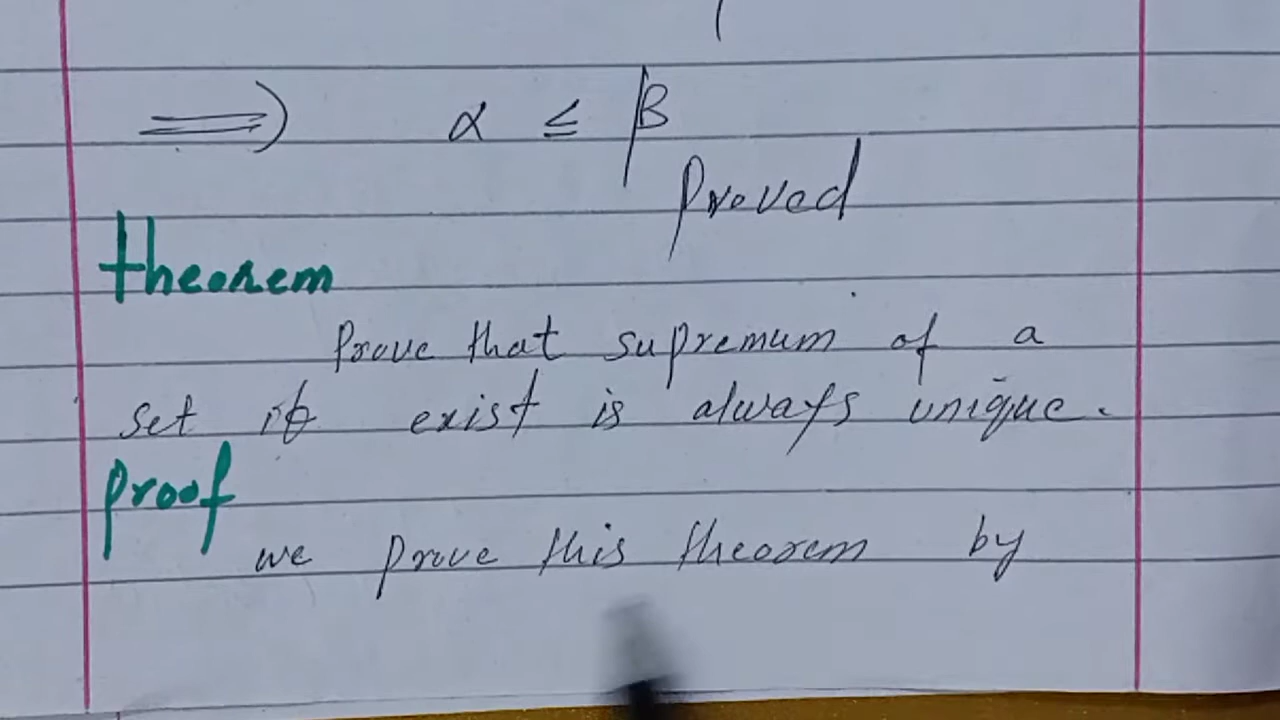 ⟹ α ≤ β
Proved
theorem
Prove that supremum of a
set if exist is always unique.
Proof
we prove this theorem by